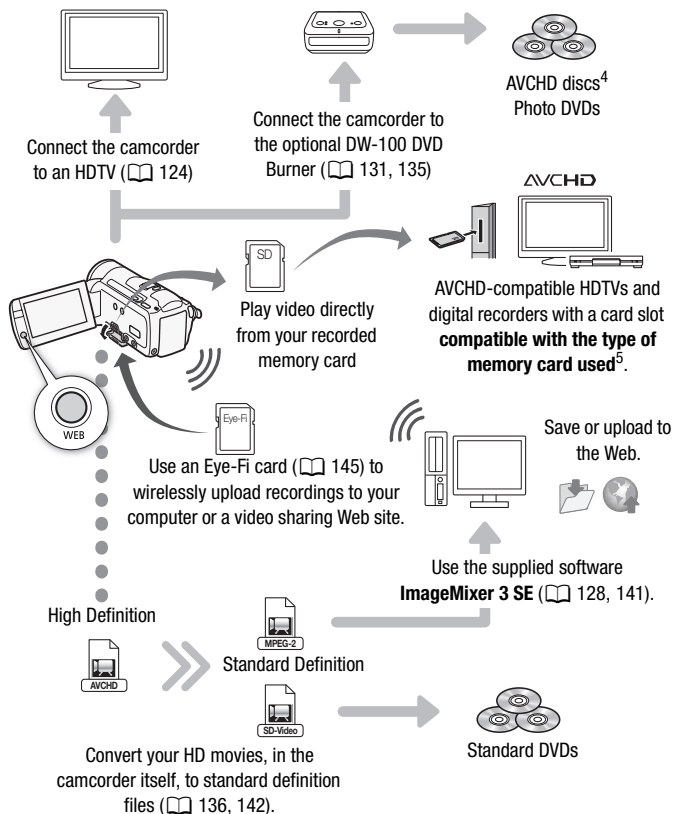 AVCHD discs4
Photo DVDs
Connect the camcorder
to an HDTV (124)
Connect the camcorder to
the optional DW-100 DVD
Burner (131, 135)
AVCHD
SD
Play video directly
from your recorded
memory card
AVCHD-compatible HDTVs and
digital recorders with a card slot
compatible with the type of
memory card used5.
WEB
Eye-Fi
Use an Eye-Fi card (145) to
wirelessly upload recordings to your
computer or a video sharing Web site.
Save or upload to
the Web.
Use the supplied software
ImageMixer 3 SE (128, 141).
High Definition
AVCHD
MPEG-2
Standard Definition
SD-Video
Convert your HD movies, in the
camcorder itself, to standard definition
files (136, 142).
Standard DVDs